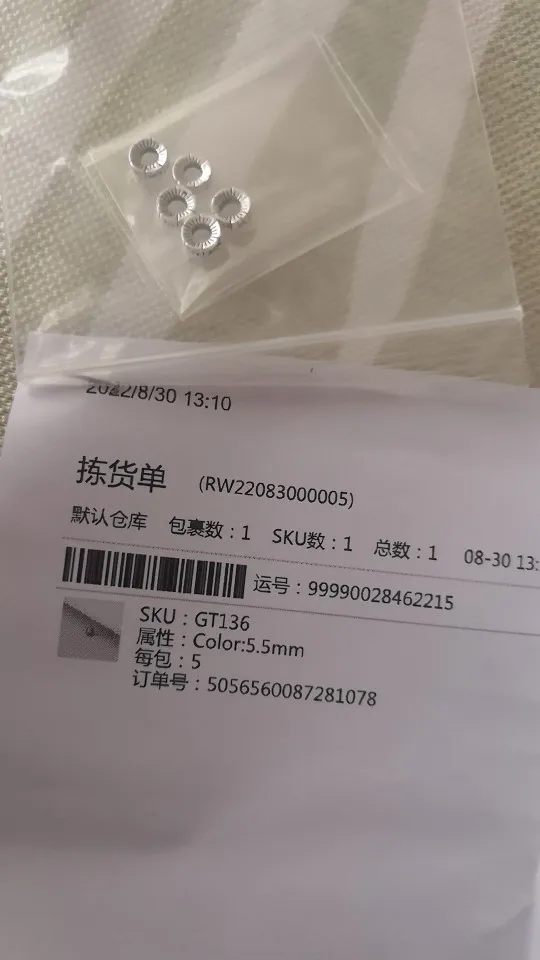 2022/8/30 13:10
拣货单 (RW22083000005)
默认仓库 包裹数：1 SKU数：1 总数：1 08-30 13:
运号：99990028462215
SKU：GT136
属性：Color:5.5mm
每包：5
订单号：5056560087281078